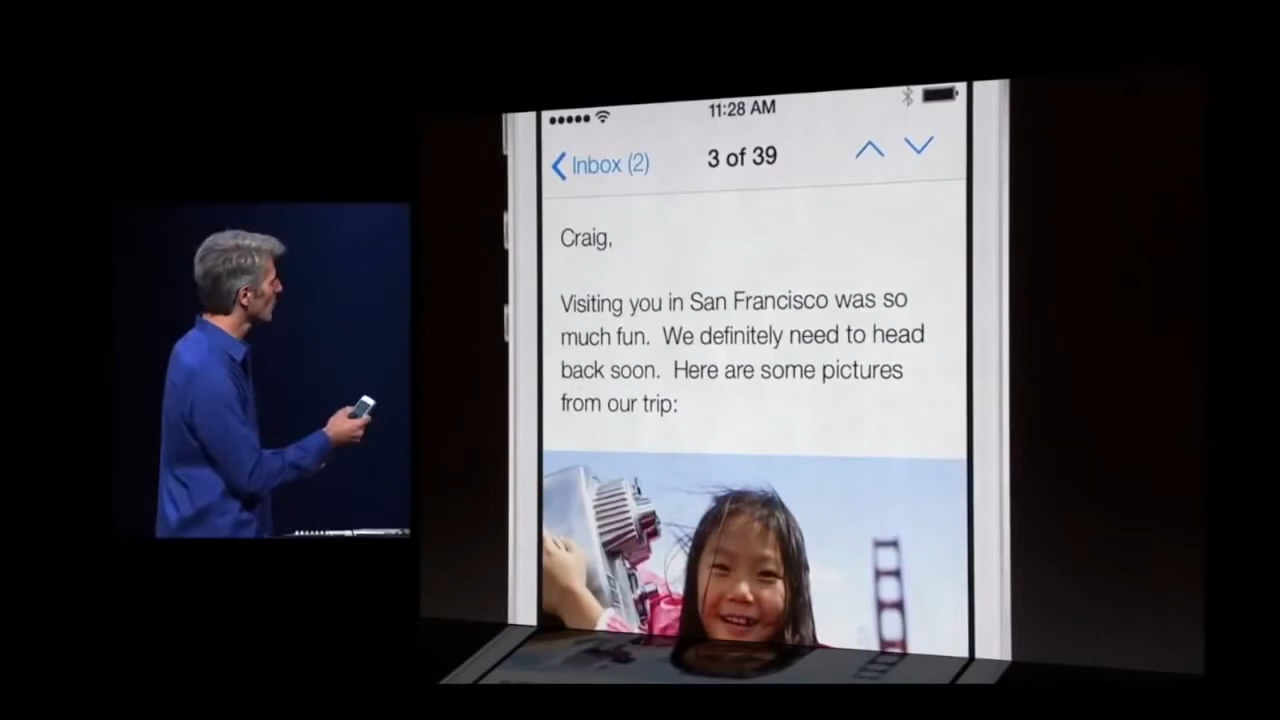 11:28 AM
Inbox (2)
3 of 39
Craig,
Visiting you in San Francisco was so
much fun.  We definitely need to head
back soon.  Here are some pictures
from our trip: